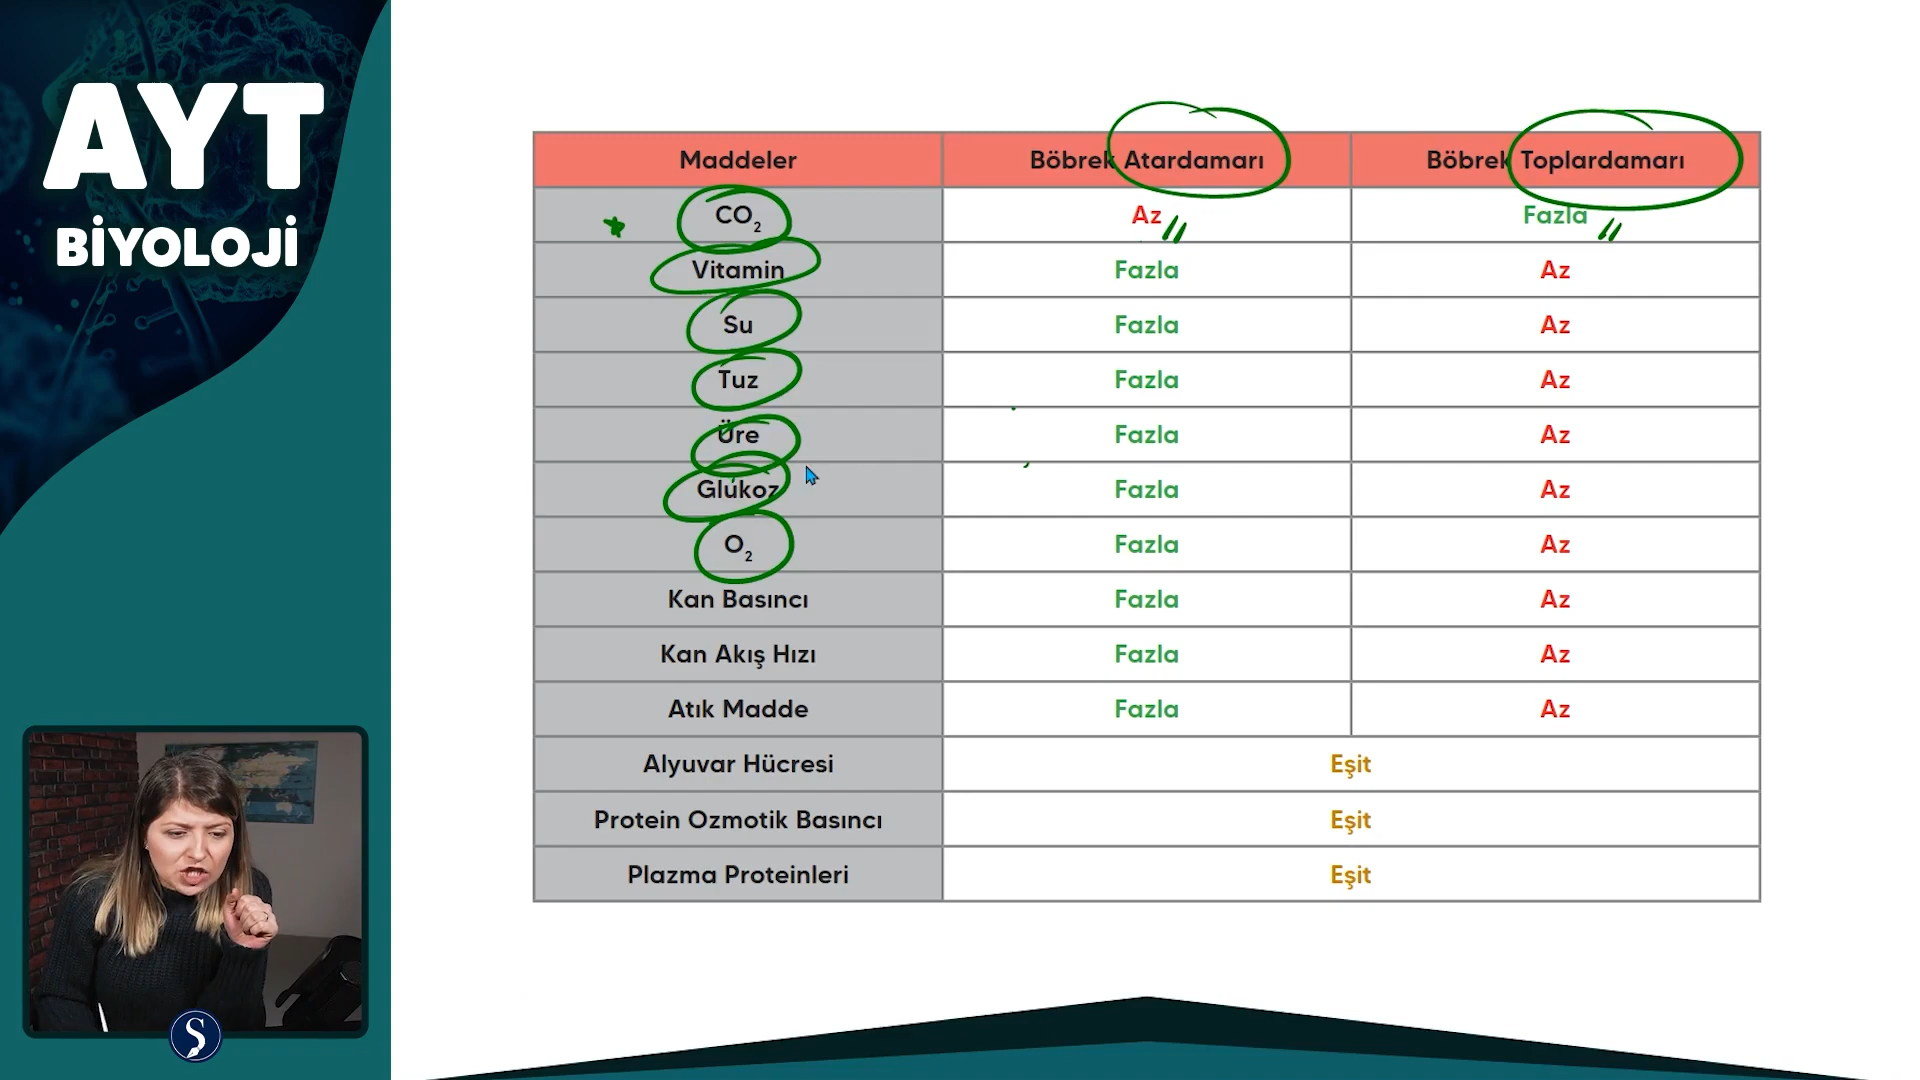 AYT
BİYOLOJİ
Maddeler Böbrek Atardamarı Böbrek Toplardamarı
CO₂ Az Fazla
Vitamin Fazla Az
Su Fazla Az
Tuz Fazla Az
Üre Fazla Az
Glukoz Fazla Az
O₂ Fazla Az
Kan Basıncı Fazla Az
Kan Akış Hızı Fazla Az
Atık Madde Fazla Az
Alyuvar Hücresi Eşit
Protein Ozmotik Basıncı Eşit
Plazma Proteinleri Eşit
S